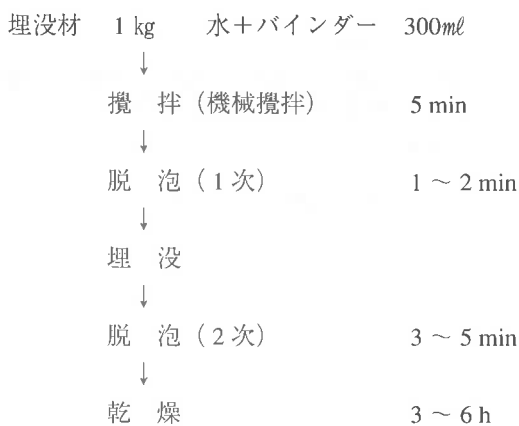 埋没材 1 kg 水＋バインダー 300㎖
↓
攪 拌（機械攪拌） 5 min
↓
脱 泡（1次） 1 ～ 2 min
↓
埋 没
↓
脱 泡（2次） 3 ～ 5 min
↓
乾 燥 3 ～ 6 h